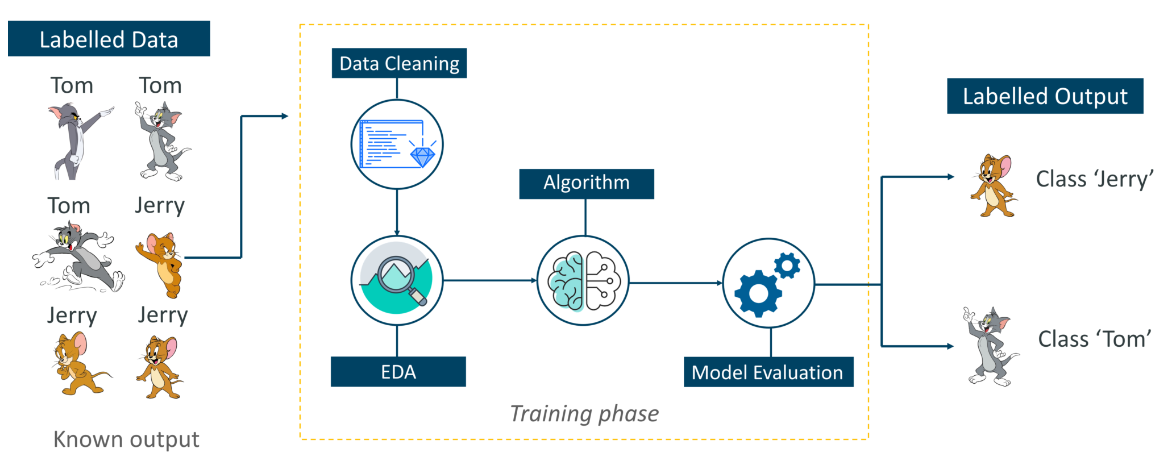 Labelled Data
Tom Tom
Tom Jerry
Jerry Jerry
Known output
Data Cleaning
EDA
Algorithm
Model Evaluation
Training phase
Labelled Output
Class ‘Jerry’
Class ‘Tom’